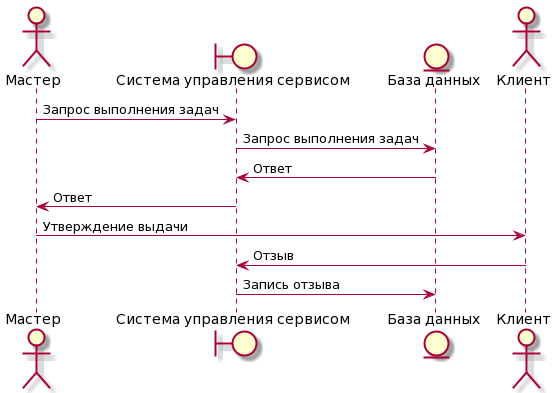 Мастер
Система управления сервисом
База данных
Клиент
Запрос выполнения задач
Запрос выполнения задач
Ответ
Ответ
Утверждение выдачи
Отзыв
Запись отзыва
Мастер
Система управления сервисом
База данных
Клиент